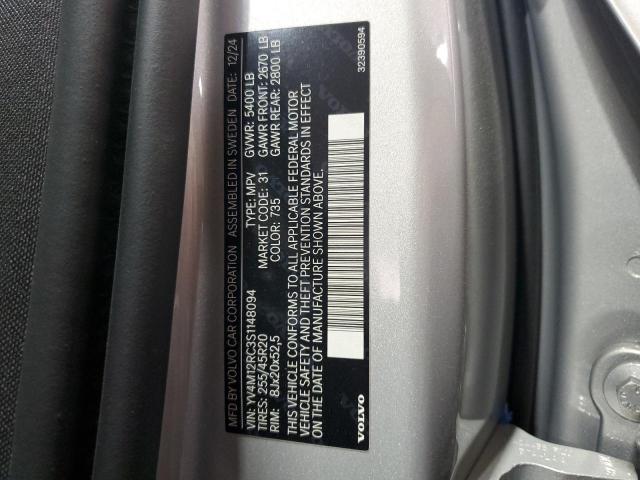 MFD BY VOLVO CAR CORPORATION ASSEMBLED IN SWEDEN DATE: 12/24
VIN: YV4M12RC3S1148094 TYPE: MPV GVWR: 5400 LB
TIRES: 255/45R20 MARKET CODE: 31 GAWR FRONT: 2670 LB
RIM: 8Jx20x52,5 COLOR: 735 GAWR REAR: 2800 LB
THIS VEHICLE CONFORMS TO ALL APPLICABLE FEDERAL MOTOR
VEHICLE SAFETY AND THEFT PREVENTION STANDARDS IN EFFECT
ON THE DATE OF MANUFACTURE SHOWN ABOVE.
VOLVO 32390594